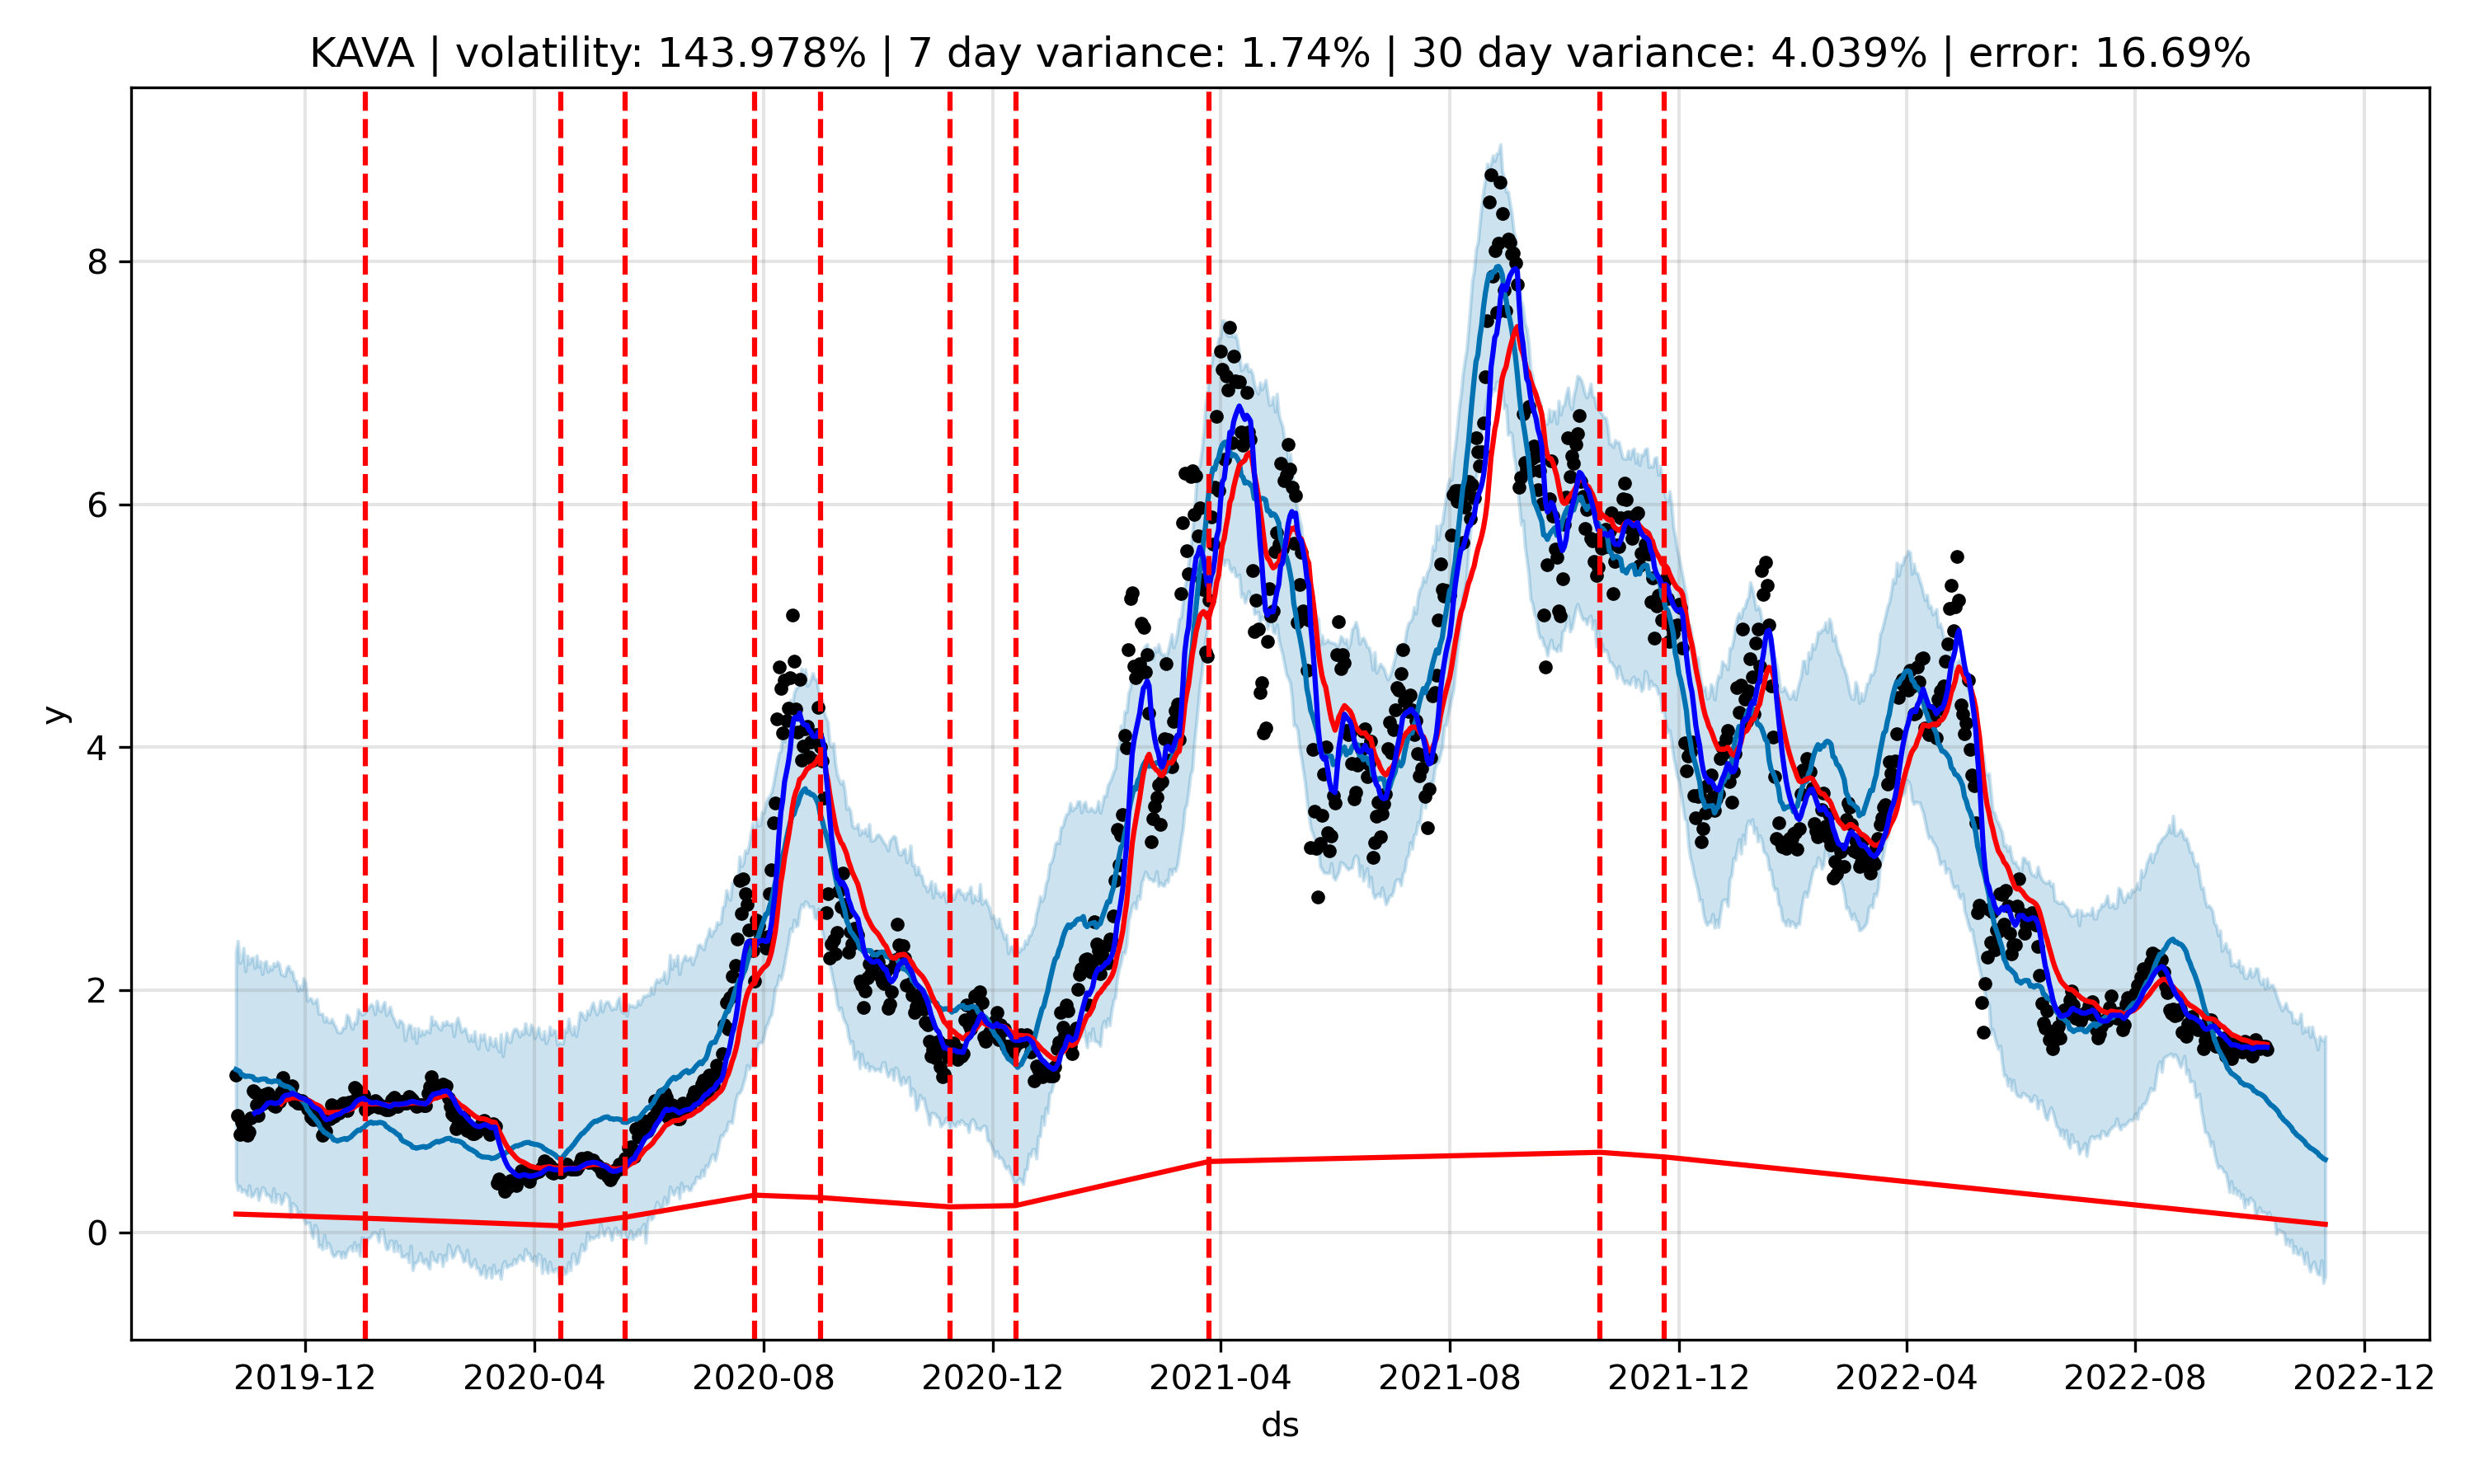 KAVA | volatility: 143.978% | 7 day variance: 1.74% | 30 day variance: 4.039% | error: 16.69%
y
8
6
4
2
0
2019-12 2020-04 2020-08 2020-12 2021-04 2021-08 2021-12 2022-04 2022-08 2022-12
ds